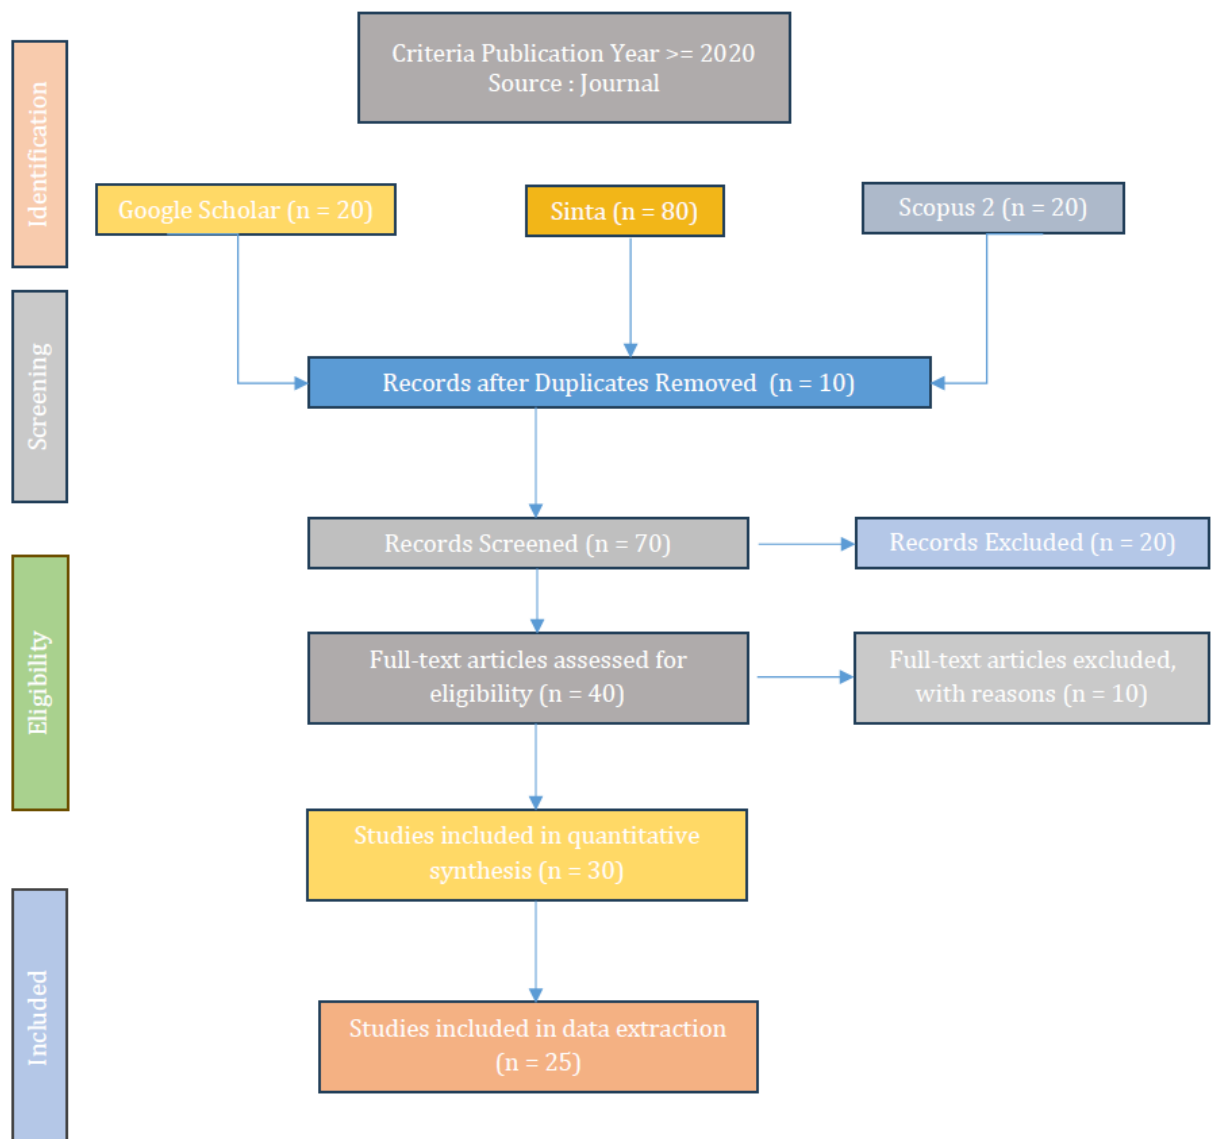 Criteria Publication Year >= 2020
Source : Journal
Identification
Google Scholar (n = 20)
Sinta (n = 80)
Scopus 2 (n = 20)
Screening
Records after Duplicates Removed (n = 10)
Records Screened (n = 70)
Records Excluded (n = 20)
Eligibility
Full-text articles assessed for
eligibility (n = 40)
Full-text articles excluded,
with reasons (n = 10)
Studies included in quantitative
synthesis (n = 30)
Included
Studies included in data extraction
(n = 25)